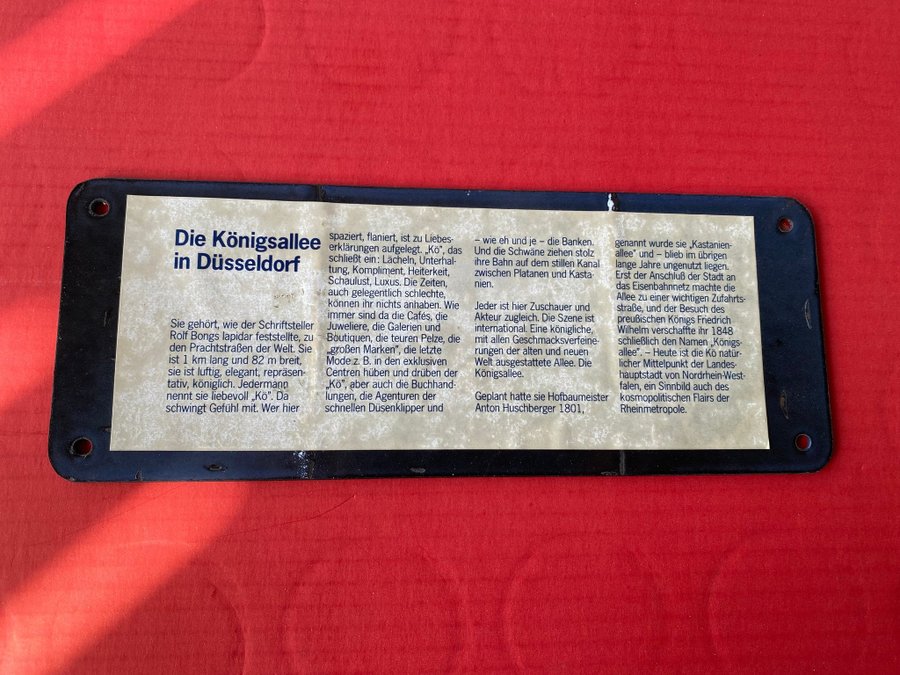 Die Königsallee
in Düsseldorf
Sie gehört, wie der Schriftsteller
Rolf Bongs lapidar feststellte, zu
den Prachtstraßen der Welt. Sie
ist 1 km lang und 82 m breit,
sie ist luftig, elegant, repräsen-
tativ, königlich. Jedermann
nennt sie liebevoll „Kö". Da
schwingt Gefühl mit. Wer hier
spaziert, flaniert, ist zu Liebes-
erklärungen aufgelegt. „Kö", das
schließt ein: Lächeln, Unterhal-
tung, Kompliment, Heiterkeit,
Schaulust, Luxus. Die Zeiten,
auch gelegentlich schlechte,
können ihr nichts anhaben. Wie
immer sind da die Cafés, die
Juweliere, die Galerien und
Boutiquen, die teuren Pelze, die
„großen Marken", die letzte
Mode z. B. in den exklusiven
Centren hüben und drüben der
„Kö", aber auch die Buchhand-
lungen, die Agenturen der
schnellen Düsenklipper und
– wie eh und je – die Banken.
Und die Schwäne ziehen stolz
ihre Bahn auf dem stillen Kanal
zwischen Platanen und Kasta-
nien.
Jeder ist hier Zuschauer und
Akteur zugleich. Die Szene ist
international. Eine königliche,
mit allen Geschmacksverfeine-
rungen der alten und neuen
Welt ausgestattete Allee. Die
Königsallee.
Geplant hatte sie Hofbaumeister
Anton Huschberger 1801,
genannt wurde sie „Kastanien-
allee" und – blieb im übrigen
lange Jahre ungenutzt liegen.
Erst der Anschluß der Stadt an
das Eisenbahnnetz machte die
Allee zu einer wichtigen Zufahrts-
straße, und der Besuch des
preußischen Königs Friedrich
Wilhelm verschaffte ihr 1848
schließlich den Namen „Königs-
allee". – Heute ist die Kö natür-
licher Mittelpunkt der Landes-
hauptstadt von Nordrhein-West-
falen, ein Sinnbild auch des
kosmopolitischen Flairs der
Rheinmetropole.